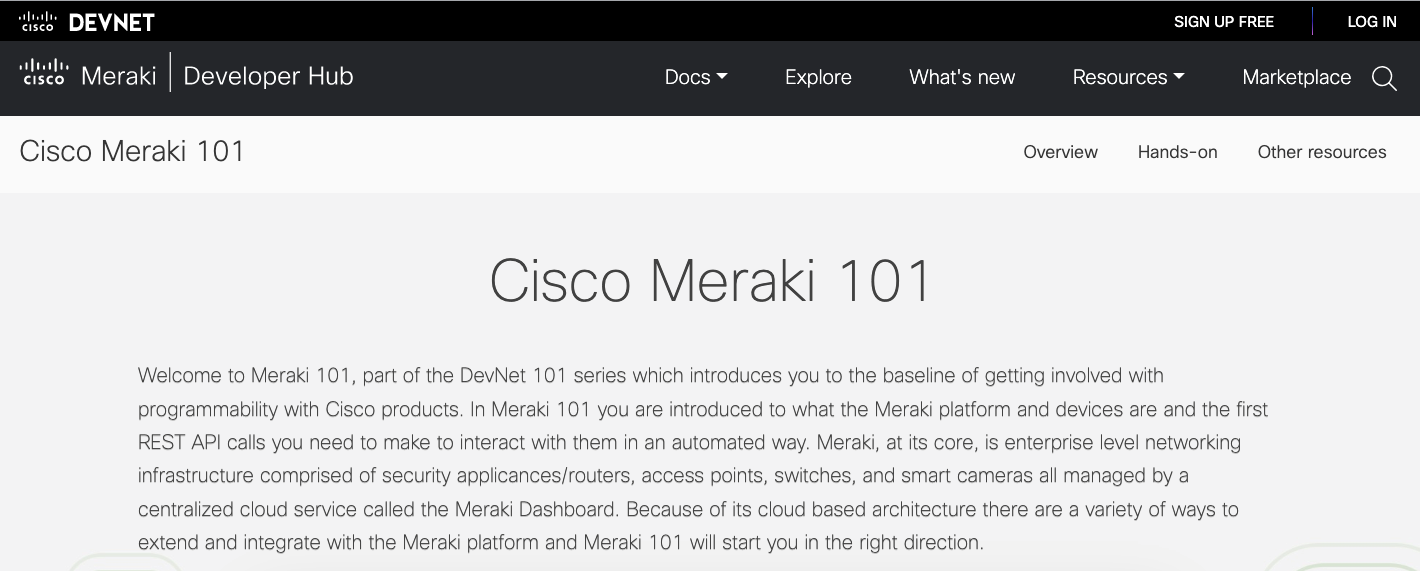 CISCO DEVNET SIGN UP FREE LOG IN
CISCO Meraki Developer Hub Docs Explore What's new Resources Marketplace
Cisco Meraki 101 Overview Hands-on Other resources
Cisco Meraki 101
Welcome to Meraki 101, part of the DevNet 101 series which introduces you to the baseline of getting involved with
programmability with Cisco products. In Meraki 101 you are introduced to what the Meraki platform and devices are and the first
REST API calls you need to make to interact with them in an automated way. Meraki, at its core, is enterprise level networking
infrastructure comprised of security applicances/routers, access points, switches, and smart cameras all managed by a
centralized cloud service called the Meraki Dashboard. Because of its cloud based architecture there are a variety of ways to
extend and integrate with the Meraki platform and Meraki 101 will start you in the right direction.